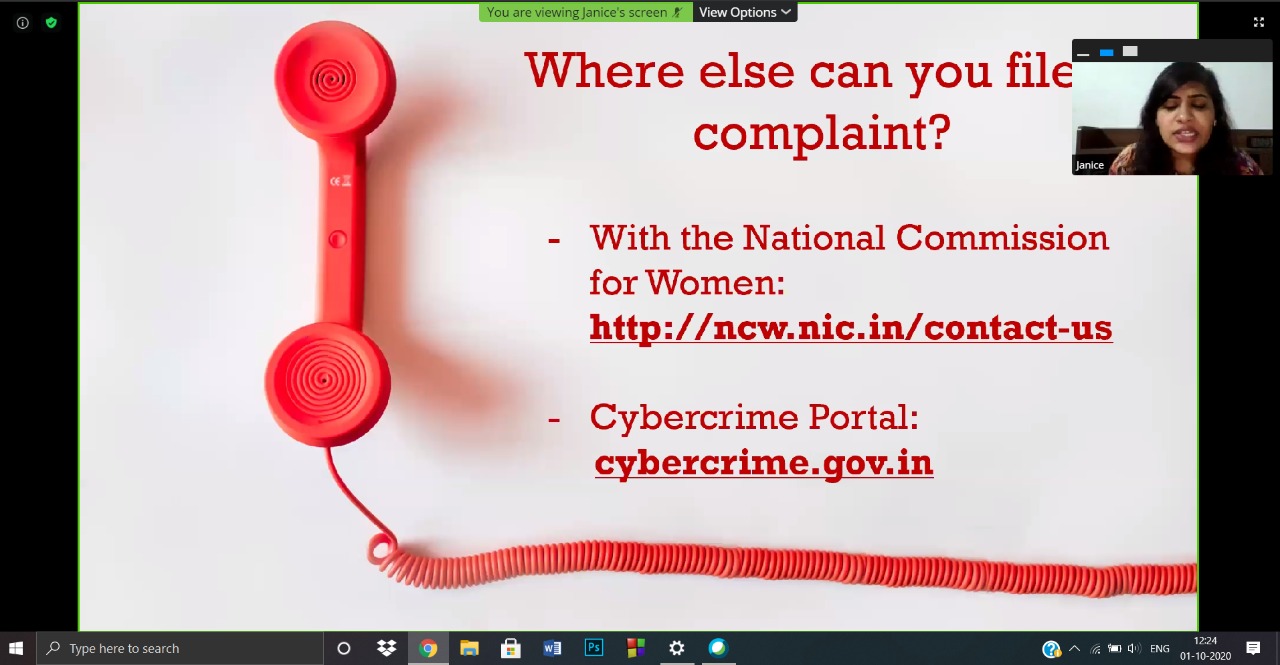 You are viewing Janice's screen
View Options
Where else can you file
complaint?
Janice
- With the National Commission
for Women:
http://ncw.nic.in/contact-us
- Cybercrime Portal:
cybercrime.gov.in
Type here to search
W
Ps
ENG
12:24
01-10-2020